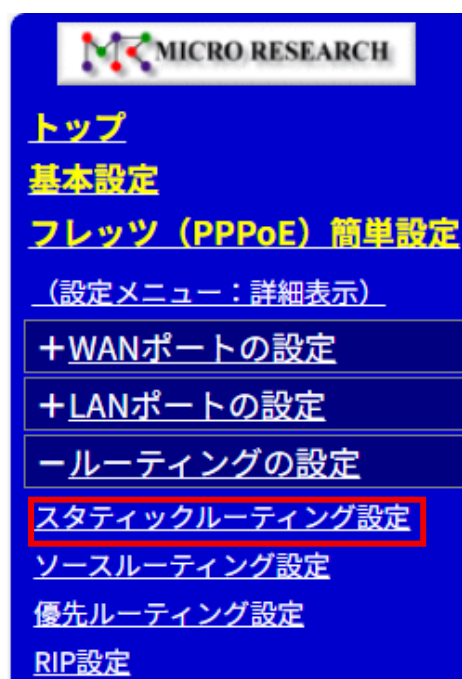 MICRO RESEARCH
トップ
基本設定
フレッツ（PPPoE）簡単設定
（設定メニュー：詳細表示）
＋WANポートの設定
＋LANポートの設定
－ルーティングの設定
スタティックルーティング設定
ソースルーティング設定
優先ルーティング設定
RIP設定